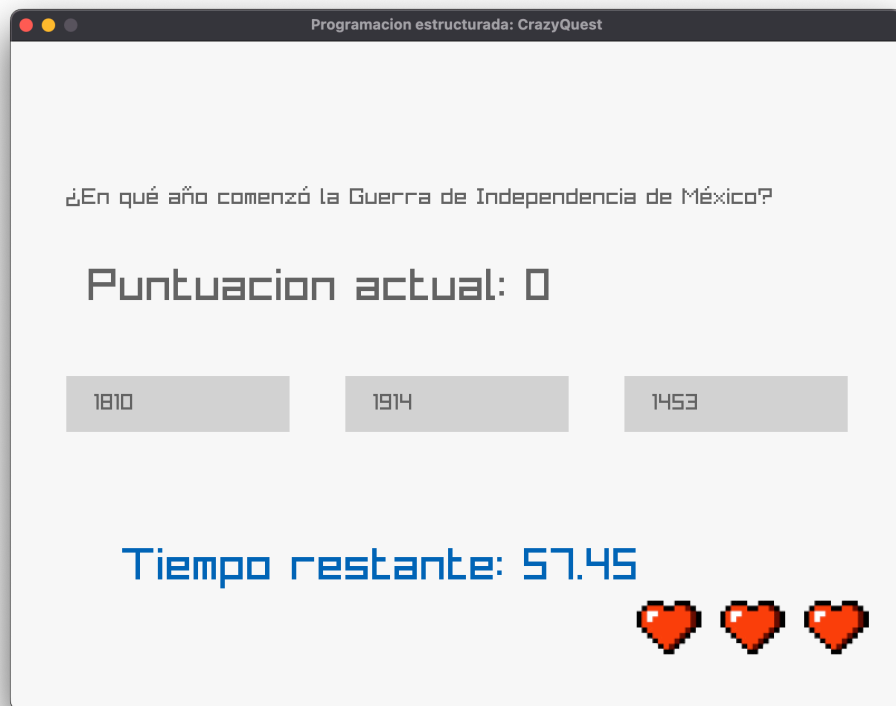 Programacion estructurada: CrazyQuest
¿En qué año comenzó la Guerra de Independencia de México?
Puntuacion actual: 0
1810
1914
1453
Tiempo restante: 57.45